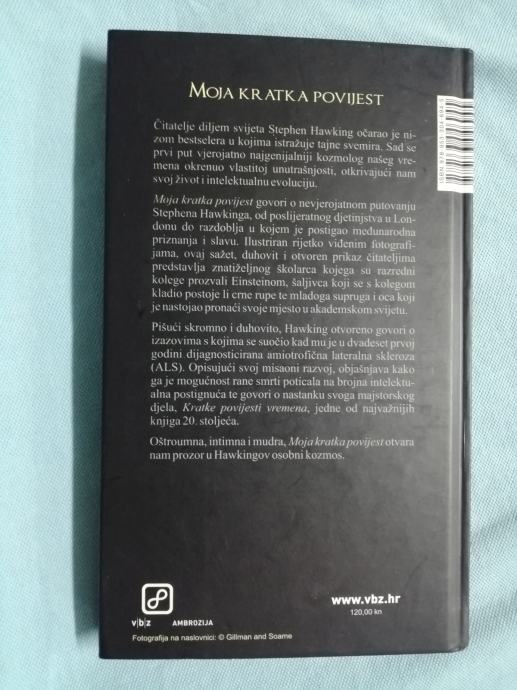 MOJA KRATKA POVIJEST
Čitatelje diljem svijeta Stephen Hawking očarao je ni-
zom bestselera u kojima istražuje tajne svemira. Sad se
prvi put vjerojatno najgenijalniji kozmolog našeg vre-
mena okrenuo vlastitoj unutrašnjosti, otkrivajući nam
svoj život i intelektualnu evoluciju.
Moja kratka povijest govori o nevjerojatnom putovanju
Stephena Hawkinga, od poslijeratnog djetinjstva u Lon-
donu do razdoblja u kojem je postigao međunarodna
priznanja i slavu. Ilustriran rijetko viđenim fotografi-
jama, ovaj sažet, duhovit i otvoren prikaz čitateljima
predstavlja znatiželjnog školarca kojega su razredni
kolege prozvali Einsteinom, šaljivca koji se s kolegom
kladio postoje li crne rupe te mladoga supruga i oca koji
je nastojao pronaći svoje mjesto u akademskom svijetu.
Pišući skromno i duhovito, Hawking otvoreno govori o
izazovima s kojima se suočio kad mu je u dvadeset prvoj
godini dijagnosticirana amiotrofična lateralna skleroza
(ALS). Opisujući svoj misaoni razvoj, objašnjava kako
ga je mogućnost rane smrti poticala na brojna intelektu-
alna postignuća te govori o nastanku svoga majstorskog
djela, Kratke povijesti vremena, jedne od najvažnijih
knjiga 20. stoljeća.
Oštroumna, intimna i mudra, Moja kratka povijest otvara
nam prozor u Hawkingov osobni kozmos.
ISBN 978-953-304-694-5
v|b|z
AMBROZIJA
www.vbz.hr
120,00 kn
Fotografija na naslovnici: © Gillman and Soame